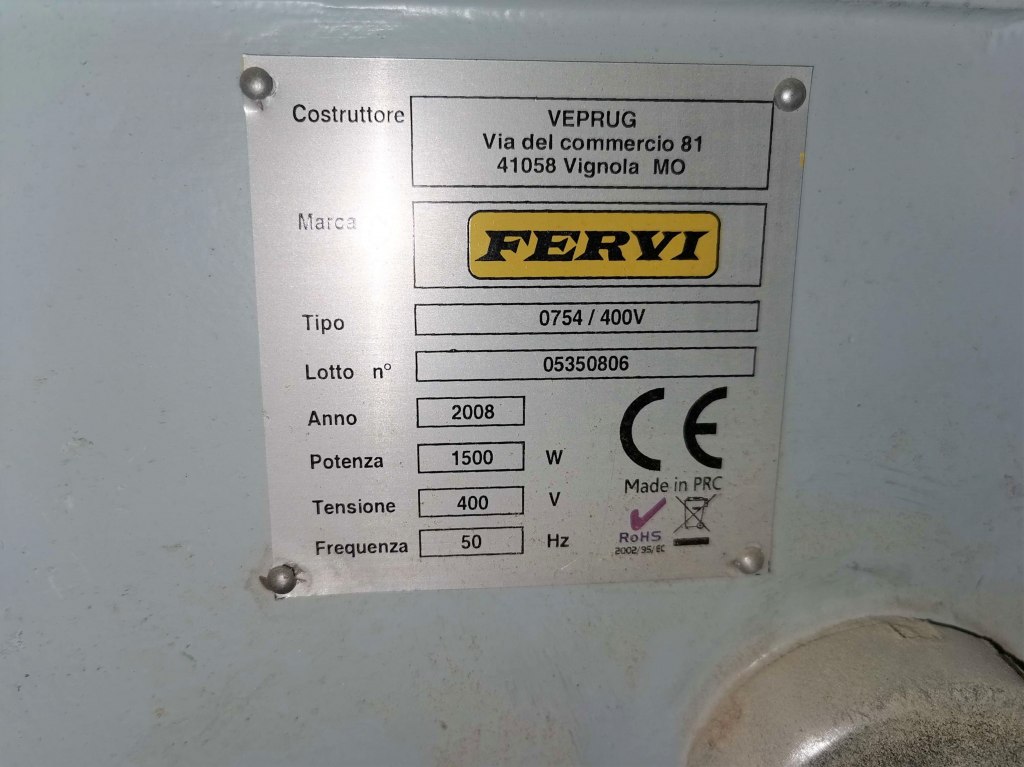 Costruttore VEPRUG
Via del commercio 81
41058 Vignola MO
Marca FERVI
Tipo 0754 / 400V
Lotto n° 05350806
Anno 2008
Potenza 1500 W
Tensione 400 V
Frequenza 50 Hz
CE
Made in PRC
RoHS
2002/95/EC